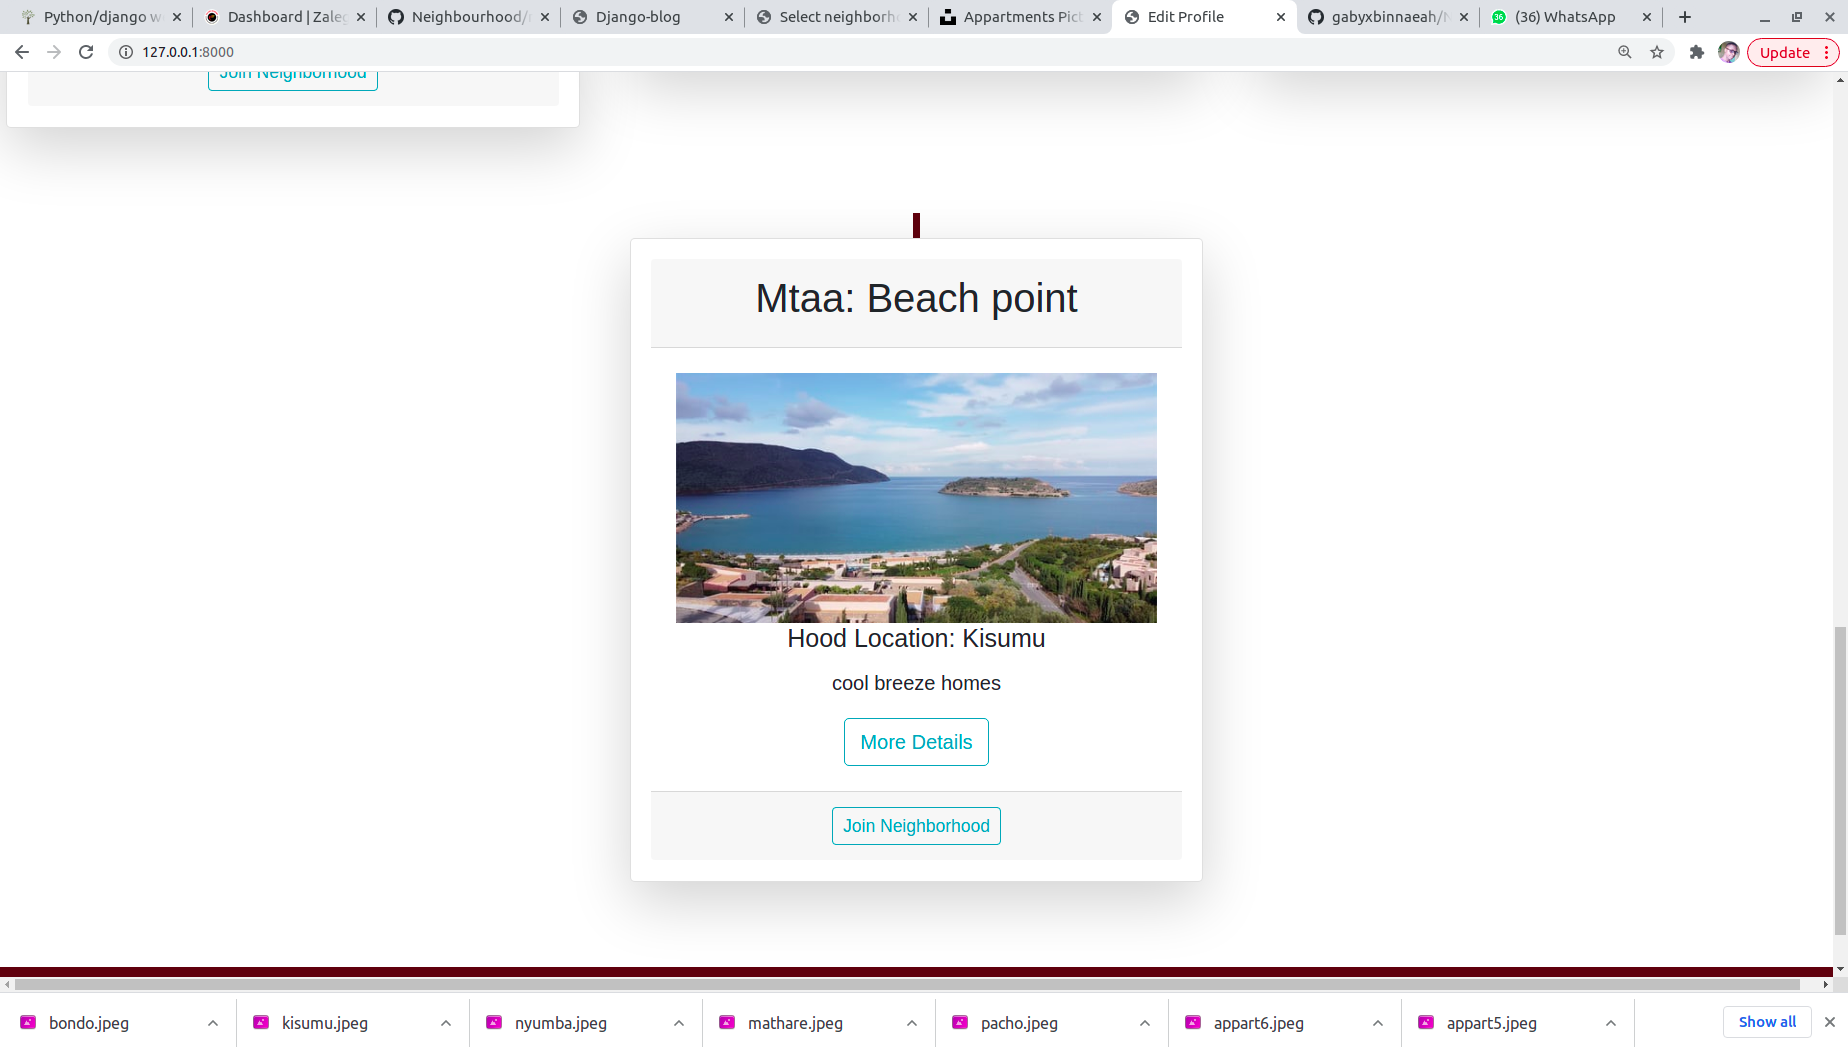 Python/django w
Dashboard | Zale
Neighbourhood/
Django-blog
Select neighborh
Appartments Pict
Edit Profile
gabyxbinnaeah/N
(36) WhatsApp
127.0.0.1:8000
Update
Join Neighborhood
Mtaa: Beach point
Hood Location: Kisumu
cool breeze homes
More Details
Join Neighborhood
bondo.jpeg
kisumu.jpeg
nyumba.jpeg
mathare.jpeg
pacho.jpeg
appart6.jpeg
appart5.jpeg
Show all